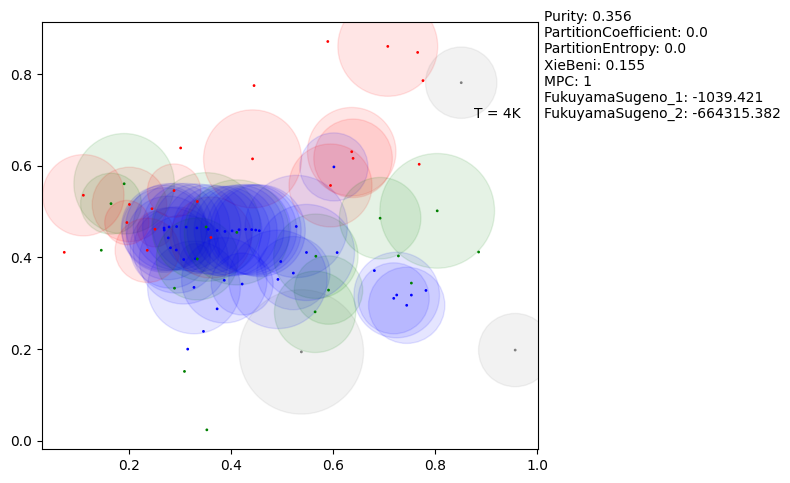 Purity: 0.356
PartitionCoefficient: 0.0
PartitionEntropy: 0.0
XieBeni: 0.155
MPC: 1
FukuyamaSugeno_1: -1039.421
FukuyamaSugeno_2: -664315.382
T = 4K
0.8
0.6
0.4
0.2
0.0
0.2 0.4 0.6 0.8 1.0